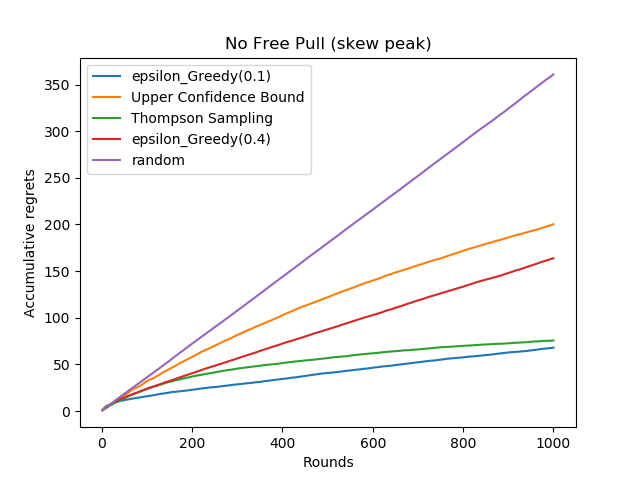 No Free Pull (skew peak)
epsilon_Greedy(0.1)
Upper Confidence Bound
Thompson Sampling
epsilon_Greedy(0.4)
random
Accumulative regrets
350
300
250
200
150
100
50
0
0 200 400 600 800 1000
Rounds